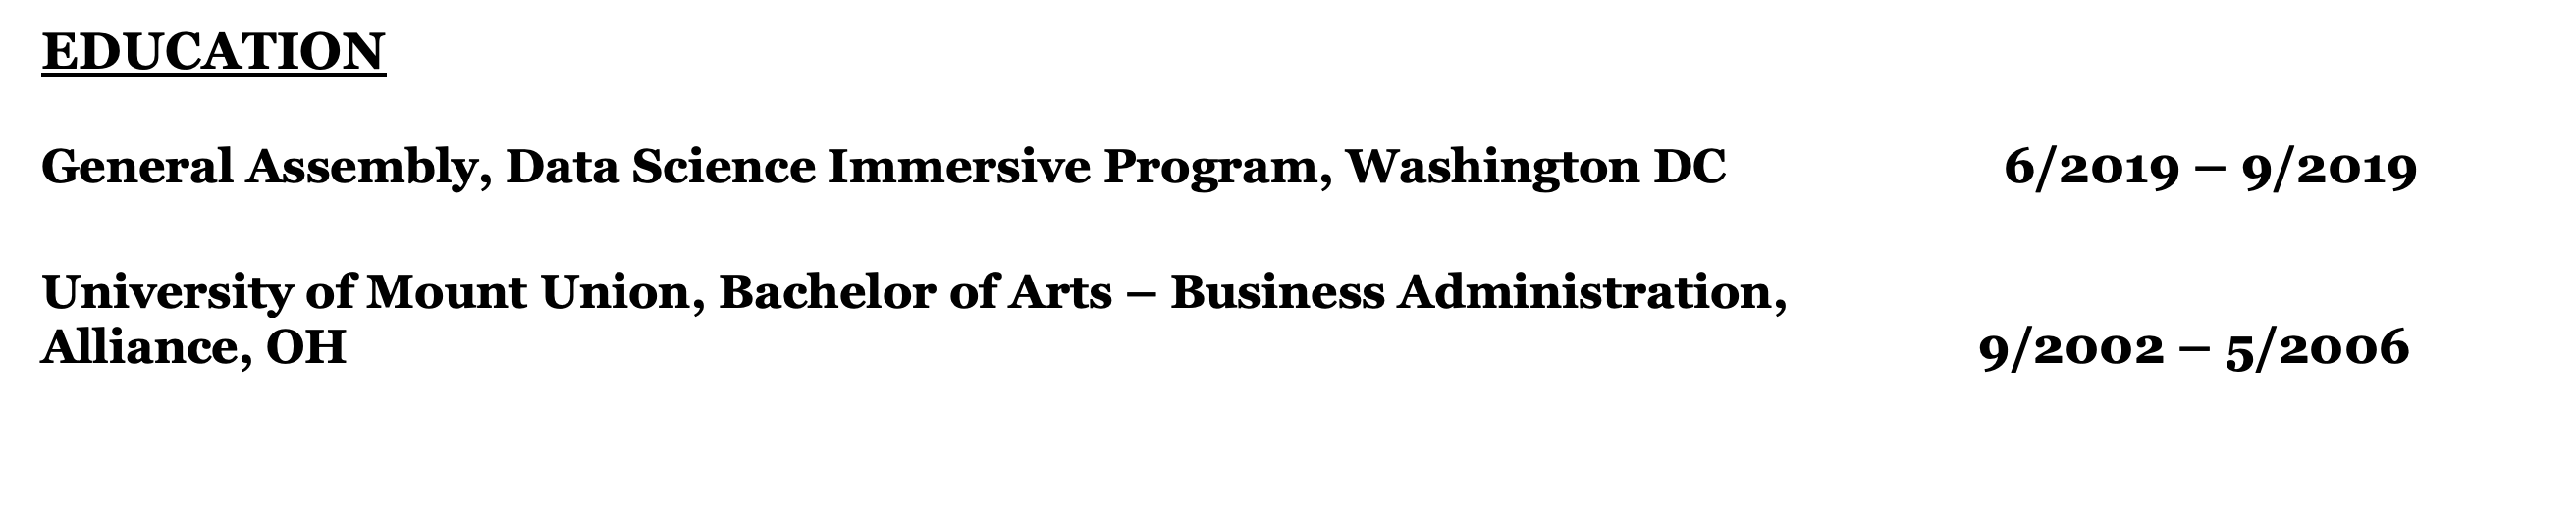 EDUCATION
General Assembly, Data Science Immersive Program, Washington DC 6/2019 – 9/2019
University of Mount Union, Bachelor of Arts – Business Administration,
Alliance, OH 9/2002 – 5/2006